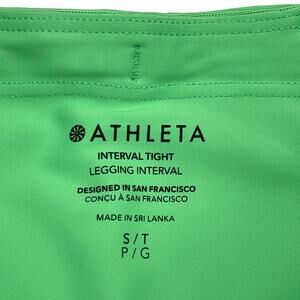 ATHLETA
INTERVAL TIGHT
LEGGING INTERVAL
DESIGNED IN SAN FRANCISCO
CONÇU À SAN FRANCISCO
MADE IN SRI LANKA
S/T
P/G